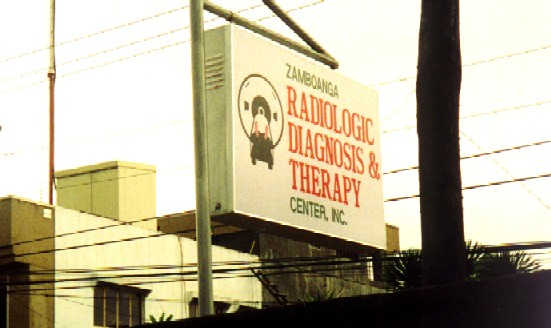 ZAMBOANGA
RADIOLOGIC
DIAGNOSIS &
THERAPY
CENTER, INC.